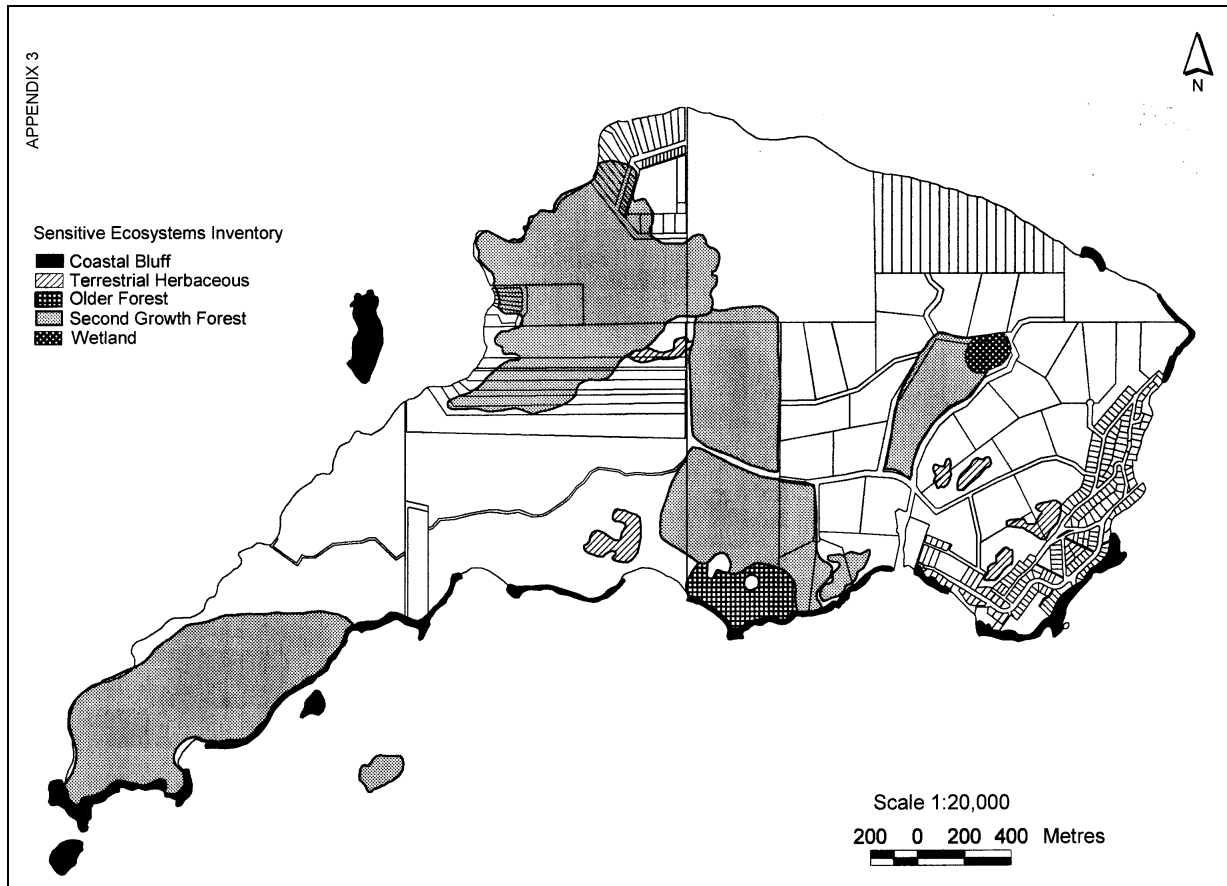 APPENDIX 3
N
Sensitive Ecosystems Inventory
Coastal Bluff
Terrestrial Herbaceous
Older Forest
Second Growth Forest
Wetland
Scale 1:20,000
200 0 200 400 Metres